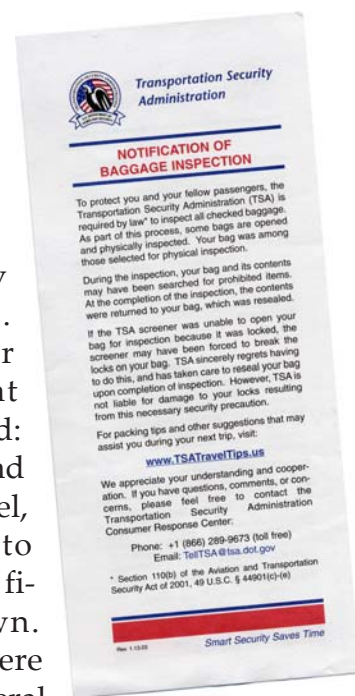 Transportation Security
Administration
NOTIFICATION OF
BAGGAGE INSPECTION
To protect you and your fellow passengers, the
Transportation Security Administration (TSA) is
required by law* to inspect all checked baggage.
As part of this process, some bags are opened
and physically inspected. Your bag was among
those selected for physical inspection.
During the inspection, your bag and its contents
may have been searched for prohibited items.
At the completion of the inspection, the contents
were returned to your bag, which was resealed.
If the TSA screener was unable to open your
bag for inspection because it was locked, the
screener may have been forced to break the
locks on your bag. TSA sincerely regrets having
to do this, and has taken care to reseal your bag
upon completion of inspection. However, TSA is
not liable for damage to your locks resulting
from this necessary security precaution.
For packing tips and other suggestions that may
assist you during your next trip, visit:
www.TSATravelTips.us
We appreciate your understanding and cooper-
ation. If you have questions, comments, or con-
cerns, please feel free to contact the
Transportation Security Administration
Consumer Response Center:
Phone: +1 (866) 289-9673 (toll free)
Email: TellTSA@tsa.dot.gov
* Section 110(b) of the Aviation and Transportation
Security Act of 2001, 49 U.S.C. § 44901(c)-(e)
Smart Security Saves Time
y
.
r
nt
d:
nd
el,
to
fi-
wn.
ere